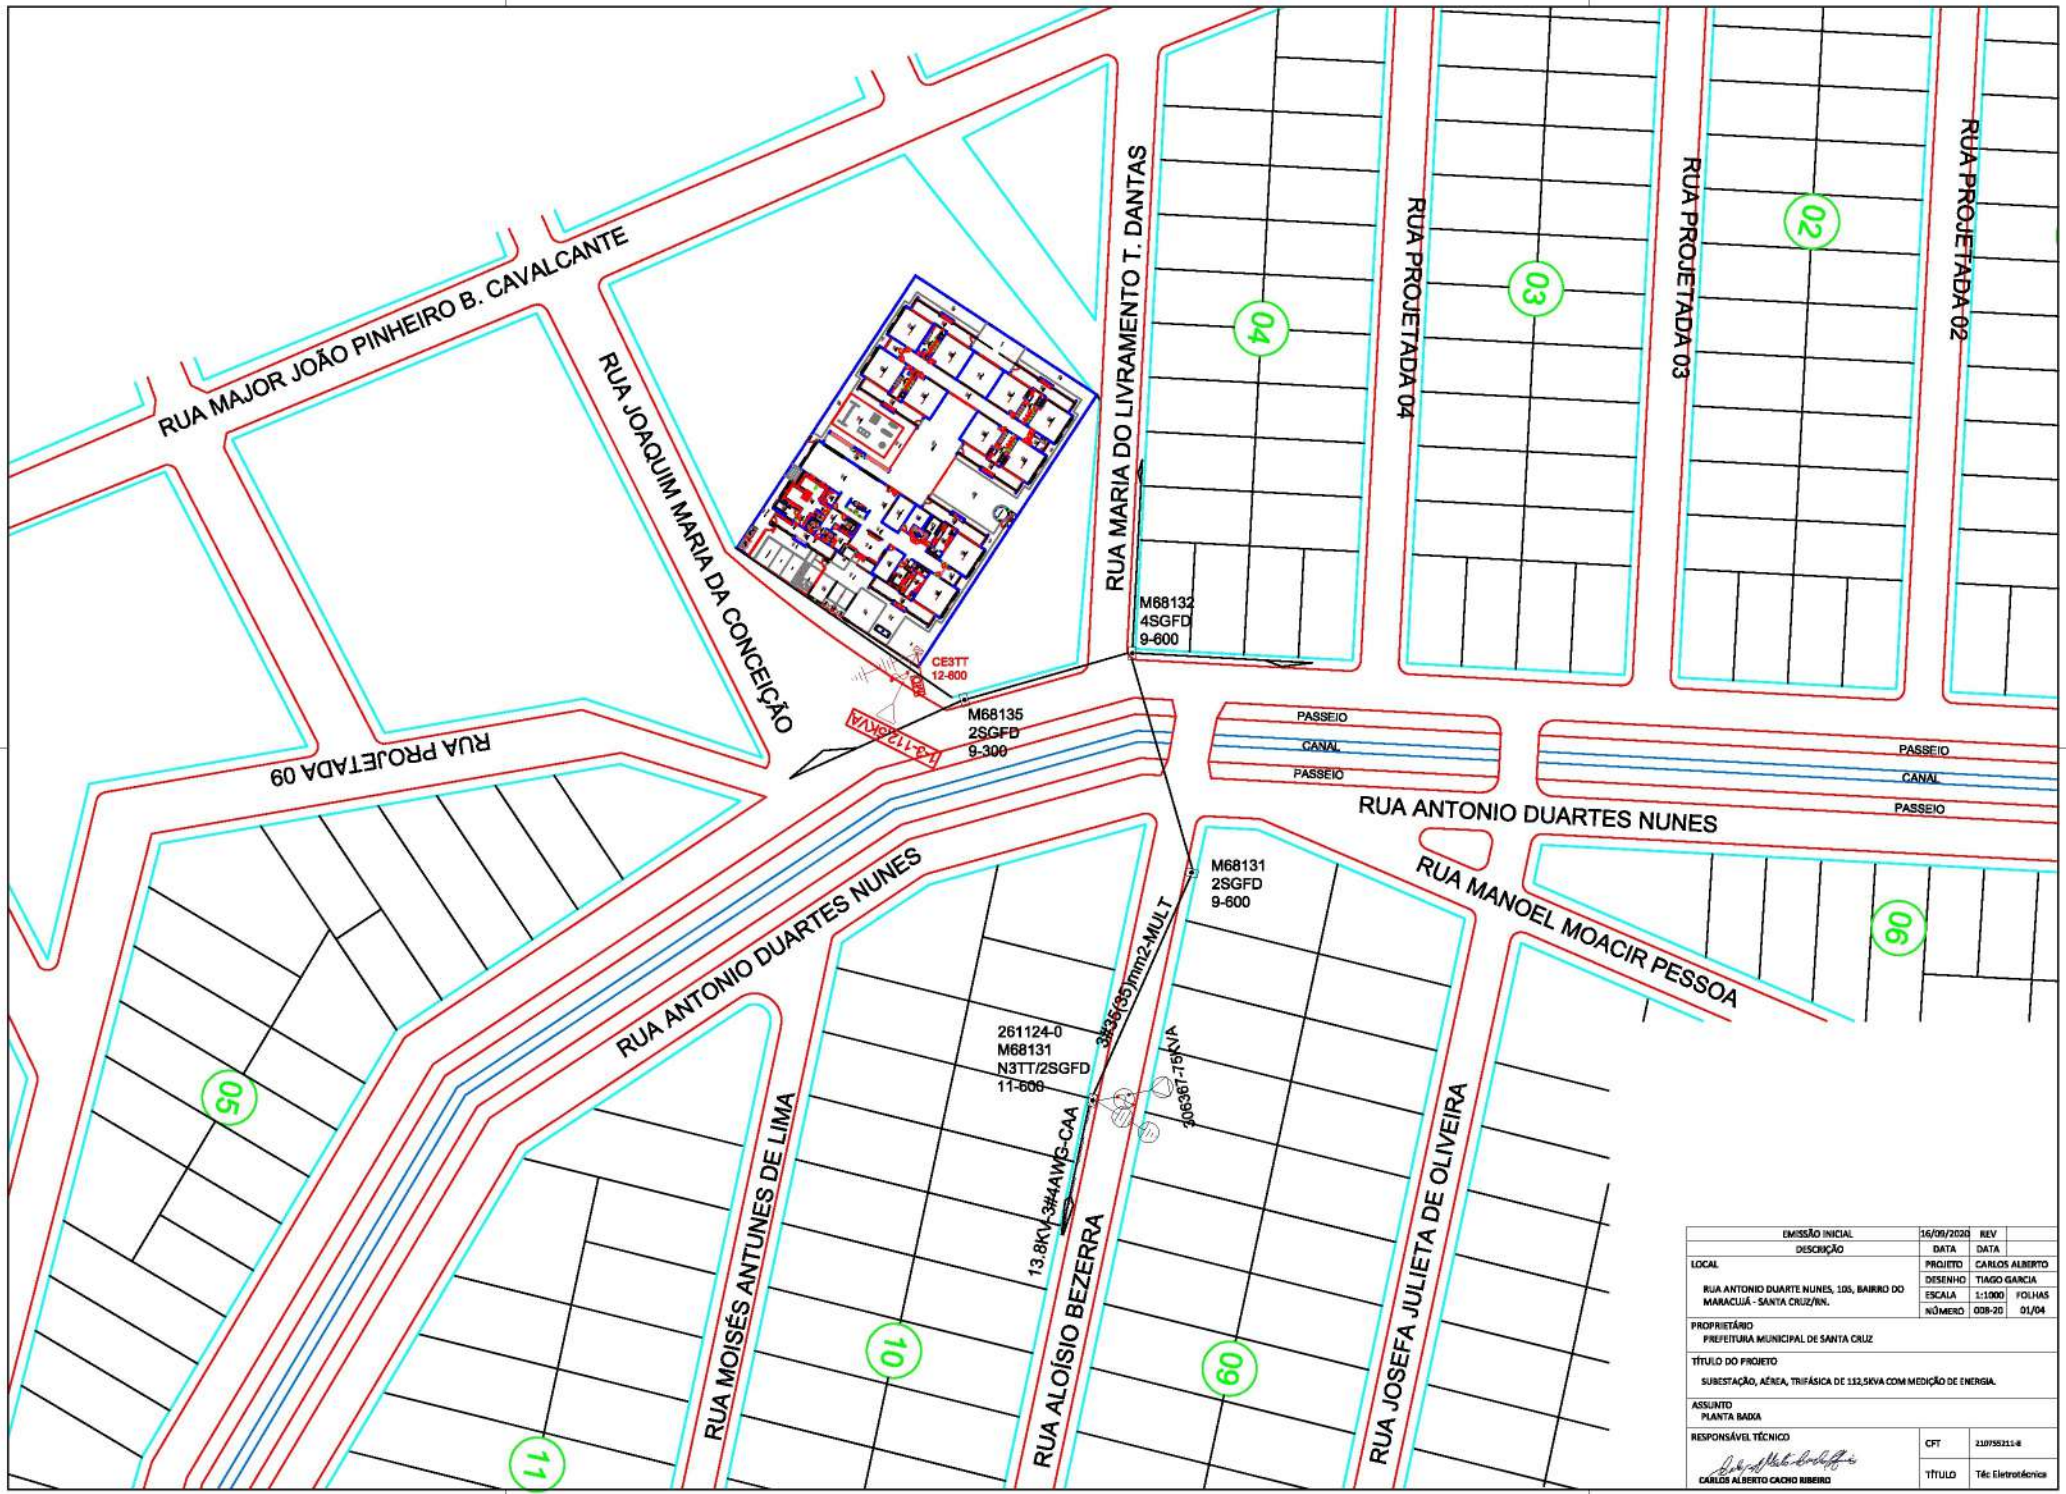 RUA MAJOR JOÃO PINHEIRO B. CAVALCANTE
RUA JOAQUIM MARIA DA CONCEIÇÃO
RUA MARIA DO LIVRAMENTO T. DANTAS
RUA PROJETADA 04
RUA PROJETADA 03
RUA PROJETADA 02
04
03
02
M68132
4SGFD
9-600
CE3TT
12-600
M68135
2SGFD
9-300
1-3-112,5KVA
RUA PROJETADA 09
PASSEIO
CANAL
PASSEIO
PASSEIO
CANAL
PASSEIO
RUA ANTONIO DUARTES NUNES
RUA ANTONIO DUARTES NUNES
RUA MANOEL MOACIR PESSOA
M68131
2SGFD
9-600
06
3#35(35)mm2-MULT
261124-0
M68131
N3TT/2SGFD
11-600
306367-75KVA
13.8KV-3#4AWG-CAA
05
RUA MOISÉS ANTUNES DE LIMA
RUA ALOÍSIO BEZERRA
RUA JOSEFA JULIETA DE OLIVEIRA
10
09
11
EMISSÃO INICIAL 16/09/2020 REV
DESCRIÇÃO DATA DATA
LOCAL
RUA ANTONIO DUARTE NUNES, 105, BAIRRO DO
MARACUJÁ - SANTA CRUZ/RN.
PROJETO CARLOS ALBERTO
DESENHO TIAGO GARCIA
ESCALA 1:1000 FOLHAS
NÚMERO 008-20 01/04
PROPRIETÁRIO
PREFEITURA MUNICIPAL DE SANTA CRUZ
TÍTULO DO PROJETO
SUBESTAÇÃO, AÉREA, TRIFÁSICA DE 112,5KVA COM MEDIÇÃO DE ENERGIA.
ASSUNTO
PLANTA BAIXA
RESPONSÁVEL TÉCNICO
CARLOS ALBERTO CACHO RIBEIRO
CFT 210755211-8
TÍTULO Téc Eletrotécnica